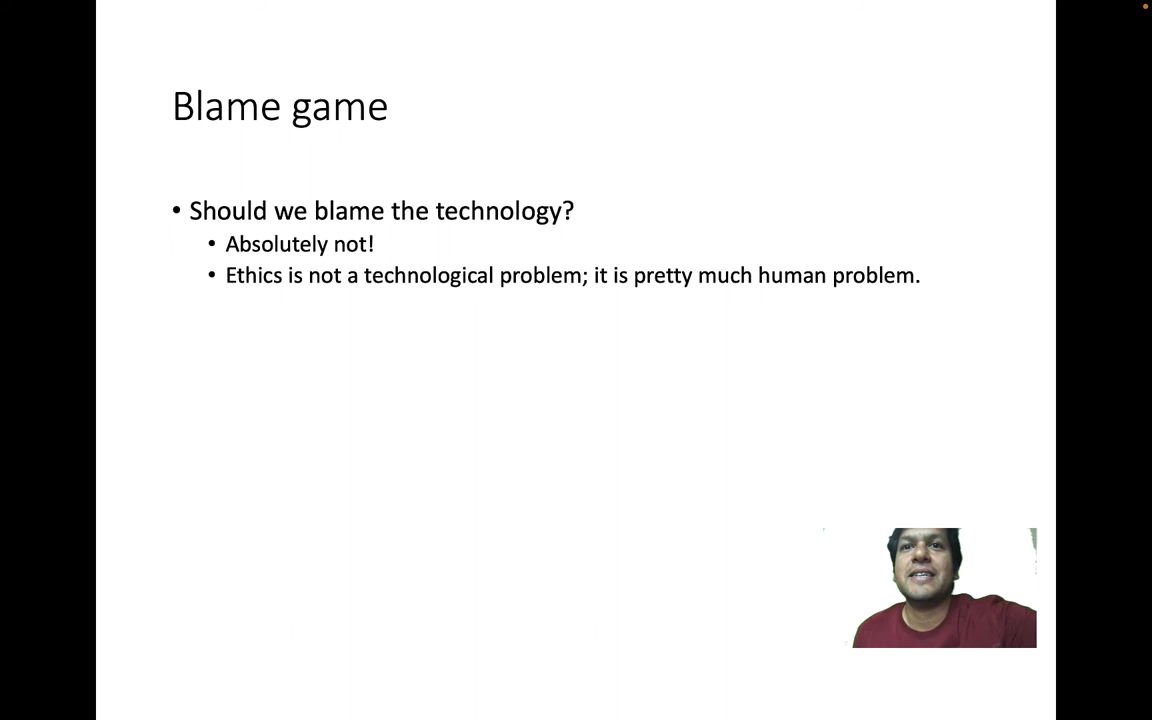 Blame game
• Should we blame the technology?
• Absolutely not!
• Ethics is not a technological problem; it is pretty much human problem.